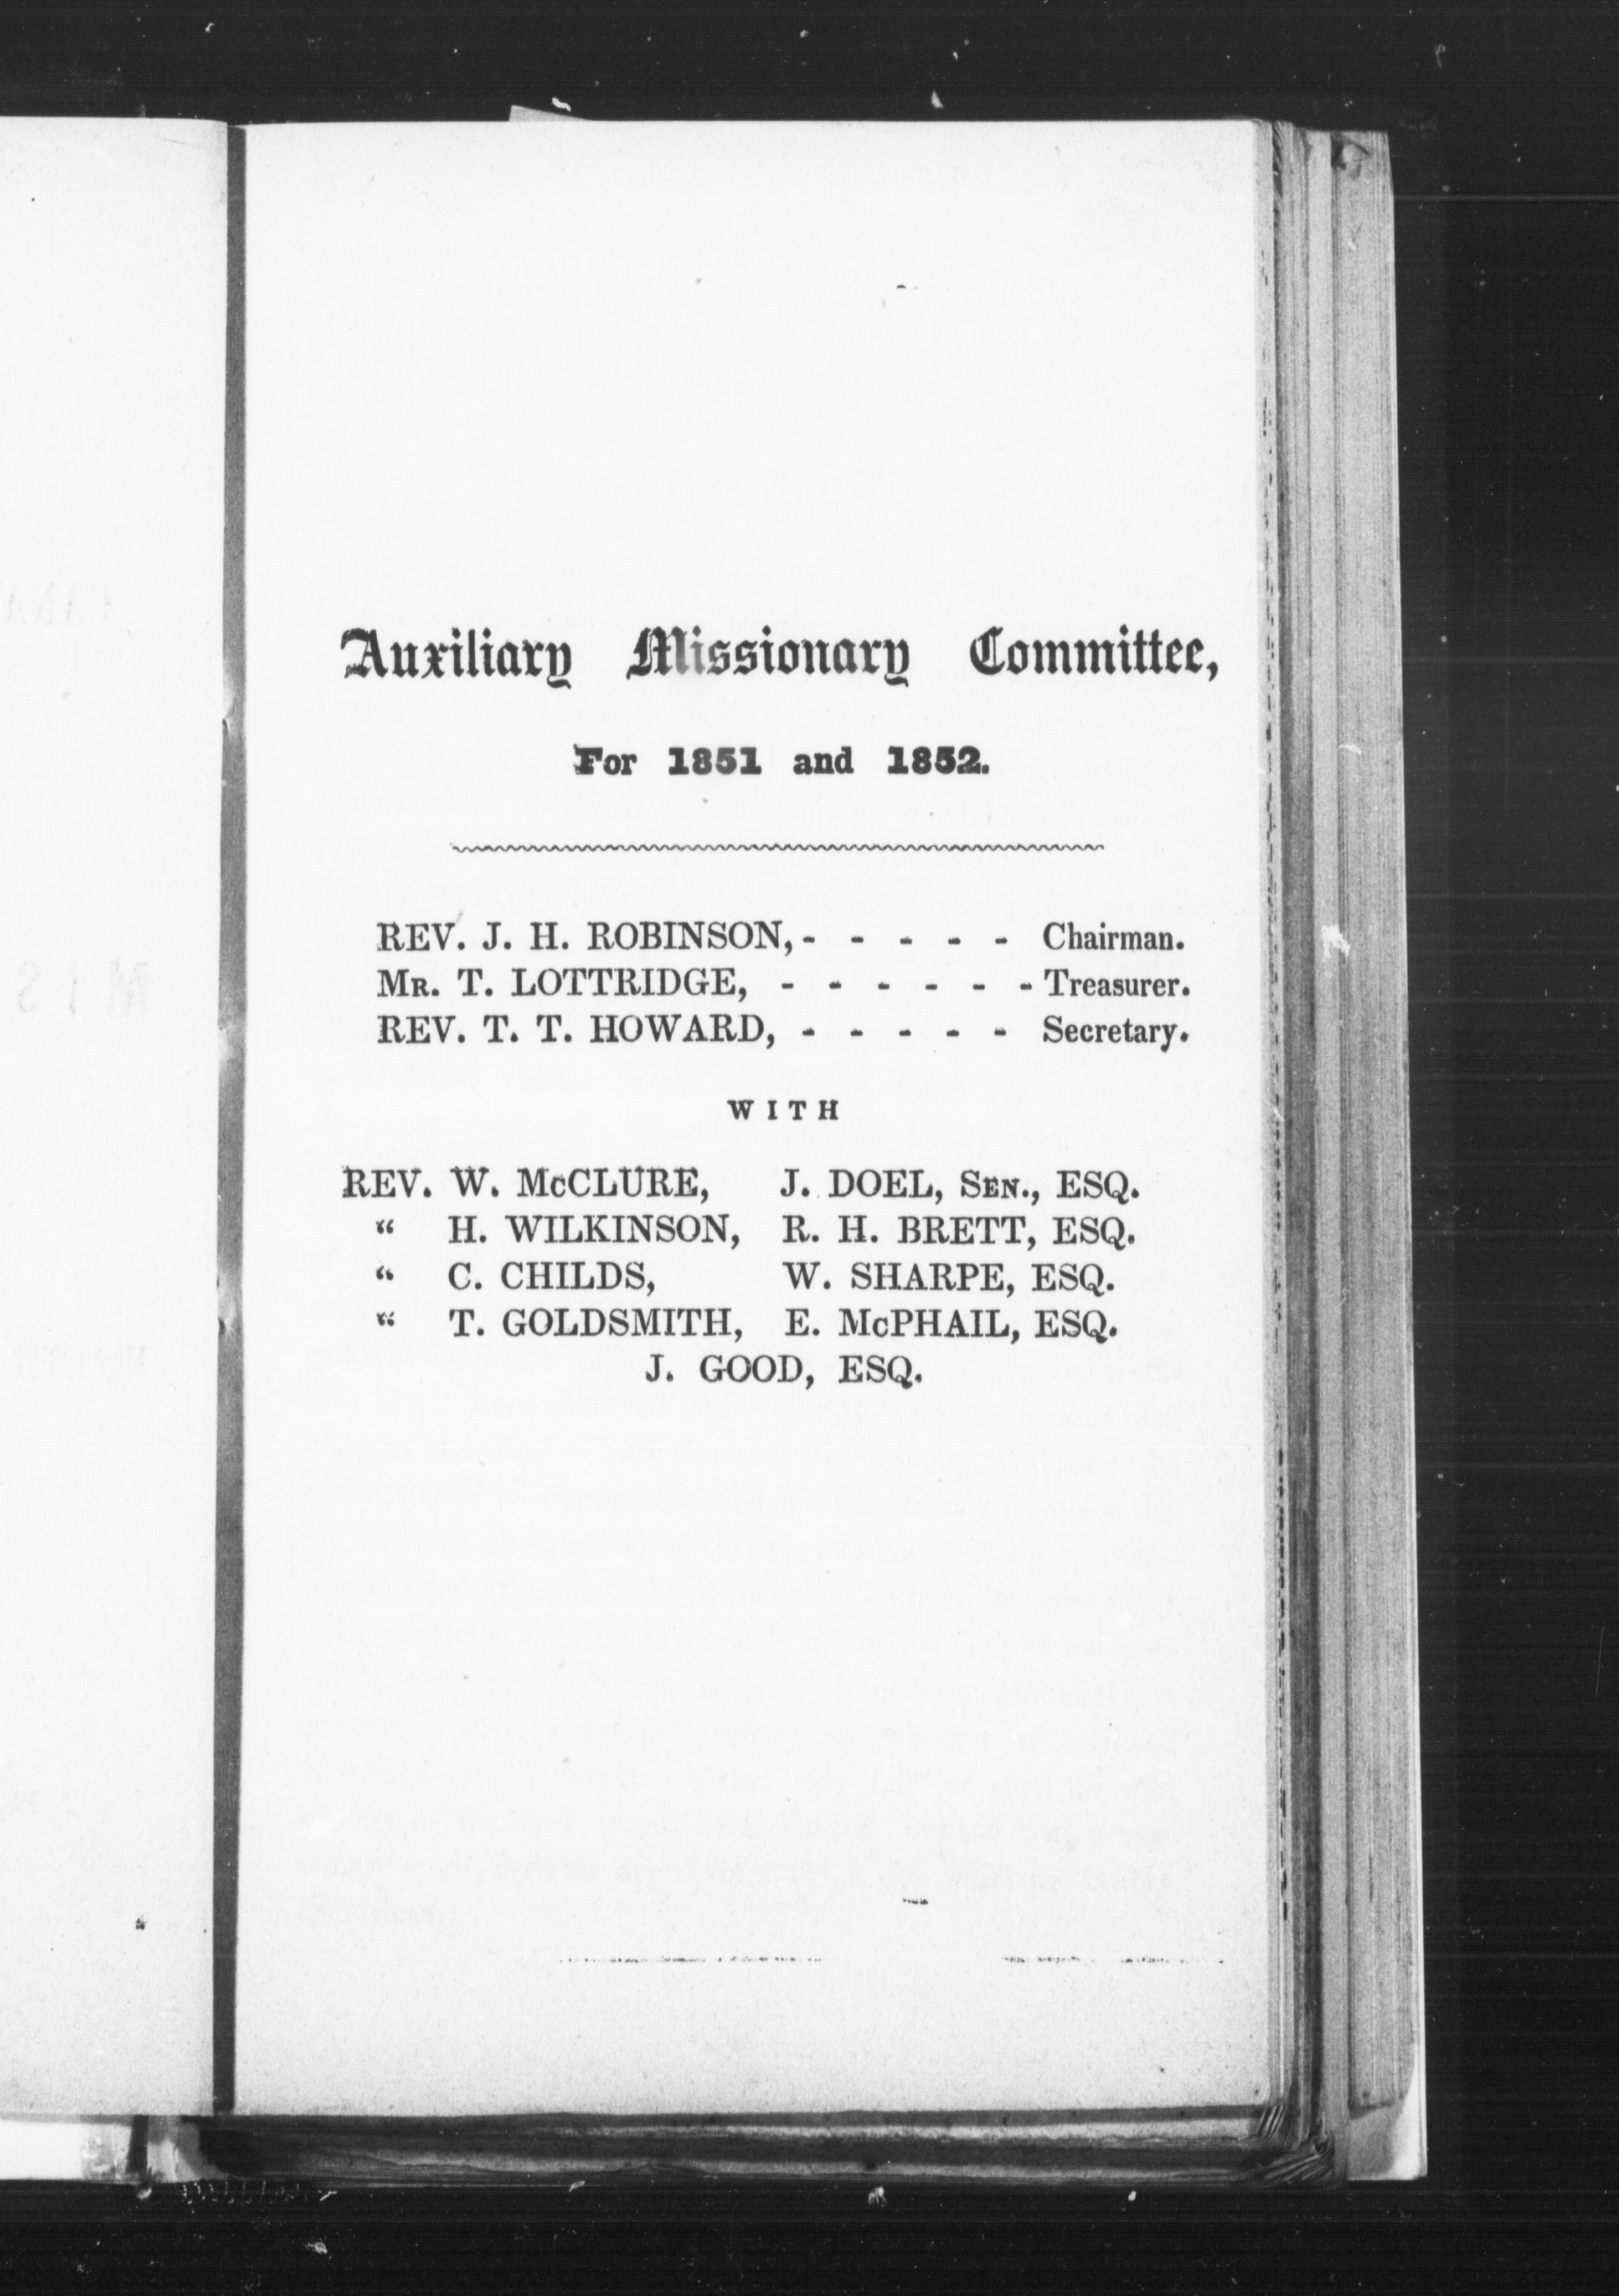 Auxiliary Missionary Committee,
For 1851 and 1852.
REV. J. H. ROBINSON, - - - - - Chairman.
MR. T. LOTTRIDGE, - - - - - - Treasurer.
REV. T. T. HOWARD, - - - - - Secretary.
WITH
REV. W. McCLURE, J. DOEL, SEN., ESQ.
“ H. WILKINSON, R. H. BRETT, ESQ.
“ C. CHILDS, W. SHARPE, ESQ.
“ T. GOLDSMITH, E. McPHAIL, ESQ.
J. GOOD, ESQ.